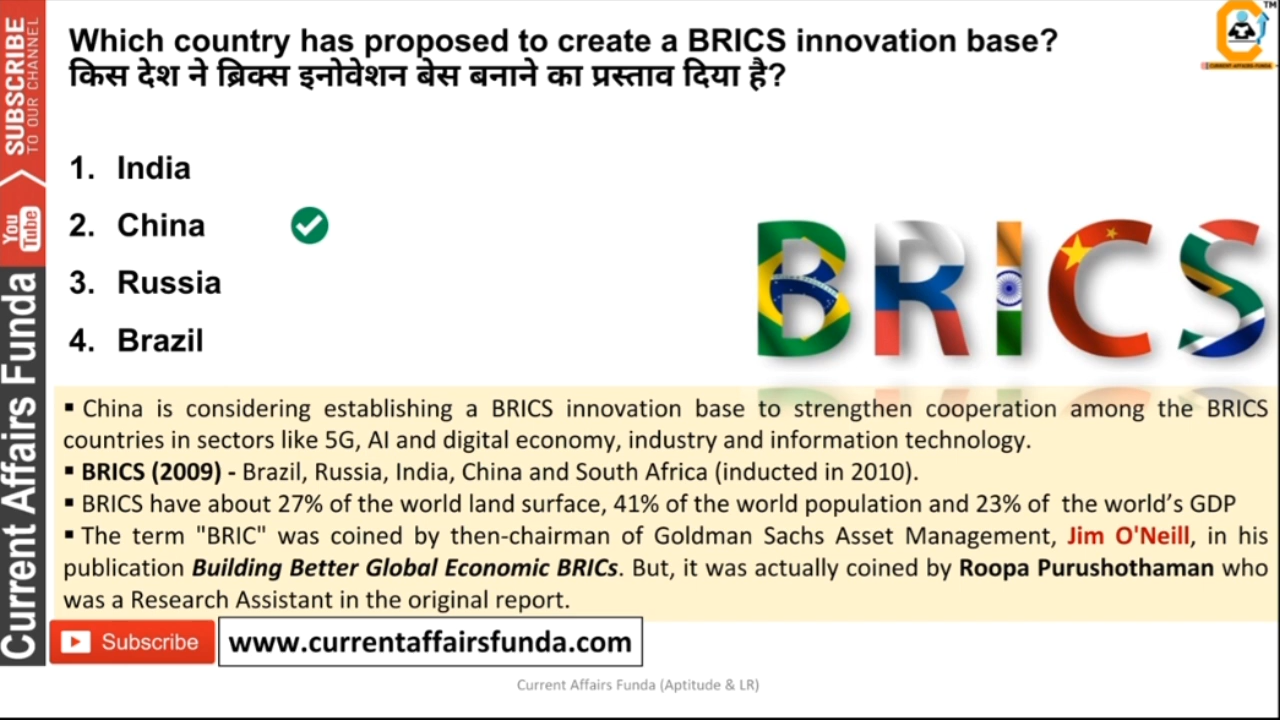 Which country has proposed to create a BRICS innovation base?
किस देश ने ब्रिक्स इनोवेशन बेस बनाने का प्रस्ताव दिया है?
1. India
2. China
3. Russia
4. Brazil
BRICS
▪ China is considering establishing a BRICS innovation base to strengthen cooperation among the BRICS
countries in sectors like 5G, AI and digital economy, industry and information technology.
▪ BRICS (2009) - Brazil, Russia, India, China and South Africa (inducted in 2010).
▪ BRICS have about 27% of the world land surface, 41% of the world population and 23% of the world's GDP
▪ The term "BRIC" was coined by then-chairman of Goldman Sachs Asset Management, Jim O'Neill, in his
publication Building Better Global Economic BRICs. But, it was actually coined by Roopa Purushothaman who
was a Research Assistant in the original report.
Subscribe
www.currentaffairsfunda.com
Current Affairs Funda (Aptitude & LR)
SUBSCRIBE
TO OUR CHANNEL
You
Tube
Current Affairs Funda
TM
CURRENT AFFAIRS FUNDA